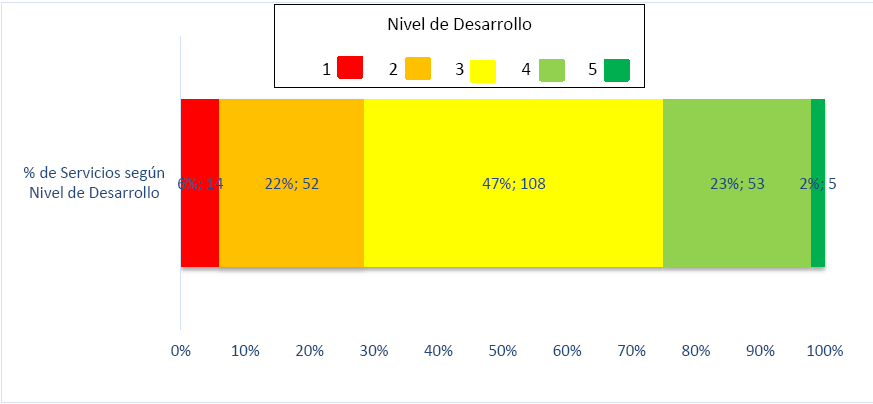 Nivel de Desarrollo
1 2 3 4 5
% de Servicios según
Nivel de Desarrollo
6%; 14 22%; 52 47%; 108 23%; 53 2%; 5
0% 10% 20% 30% 40% 50% 60% 70% 80% 90% 100%